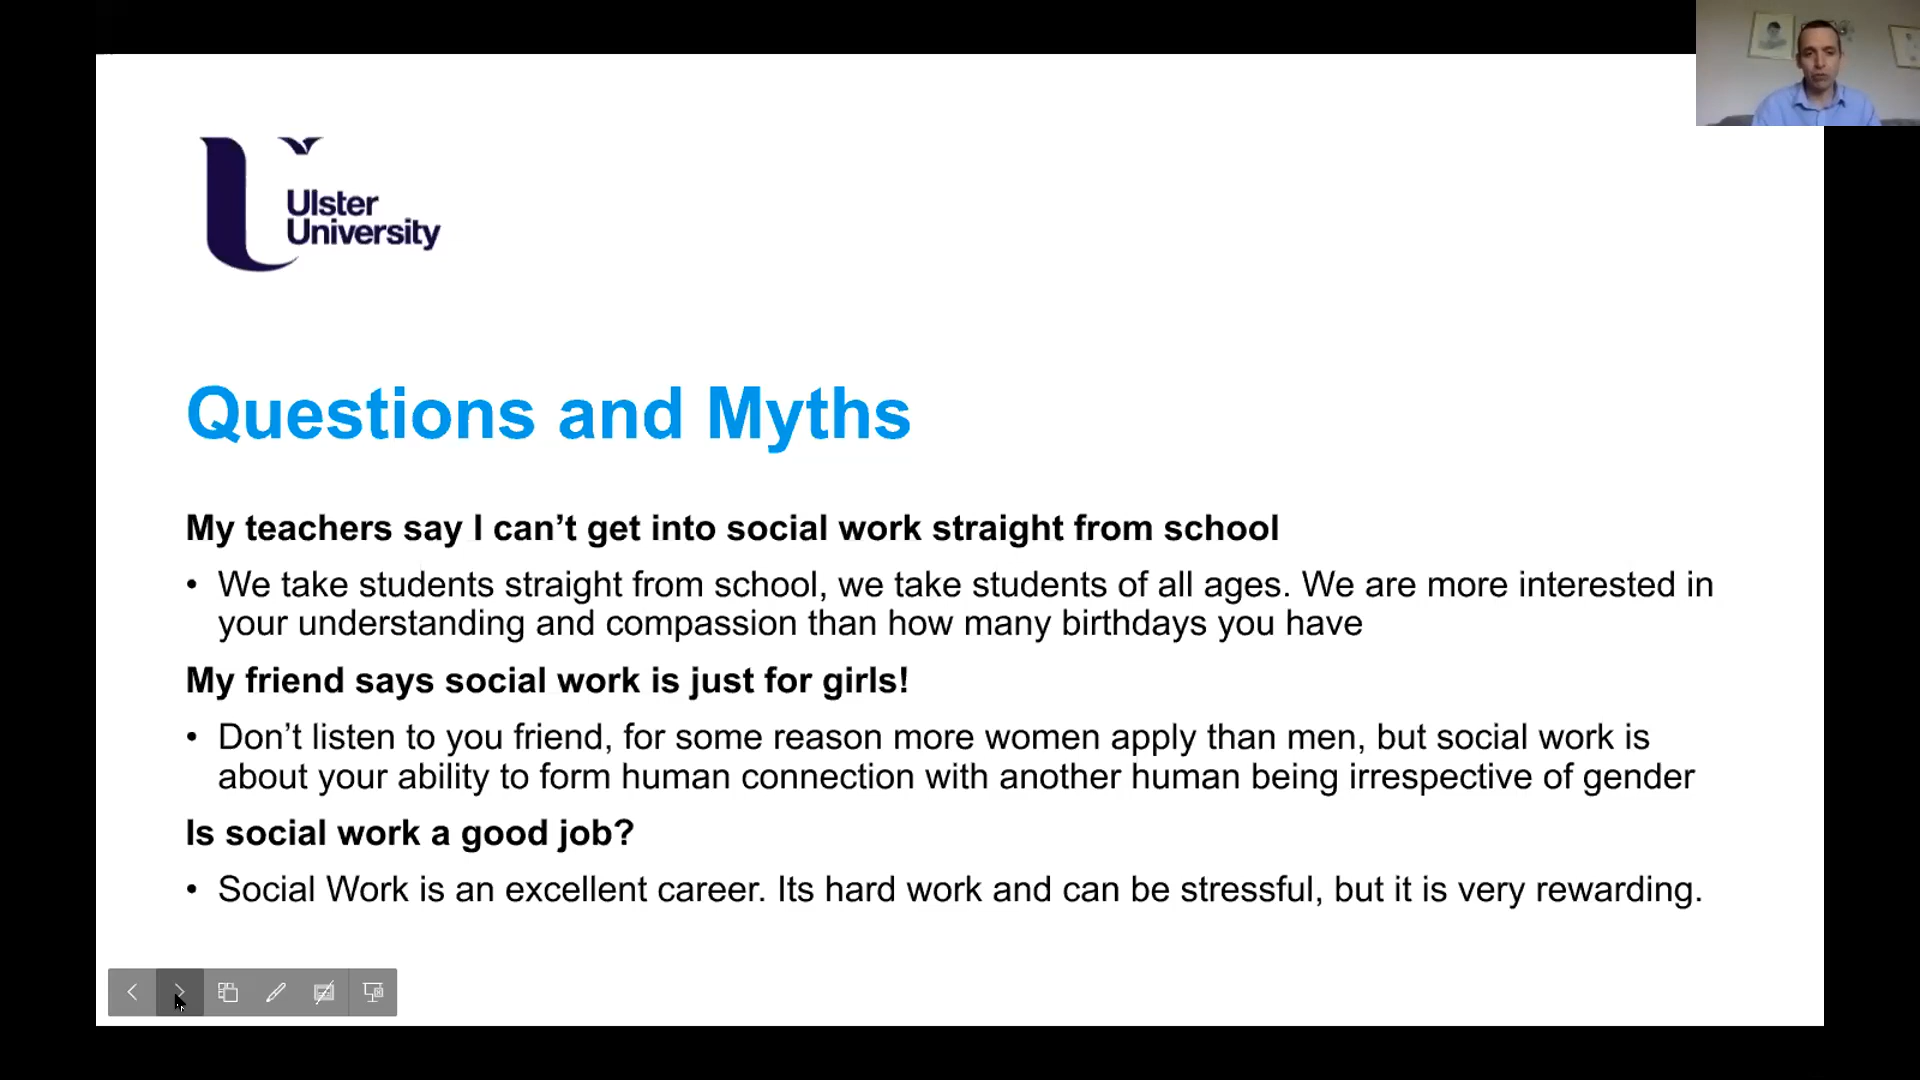 Ulster
University
Questions and Myths
My teachers say I can’t get into social work straight from school
• We take students straight from school, we take students of all ages. We are more interested in
your understanding and compassion than how many birthdays you have
My friend says social work is just for girls!
• Don’t listen to you friend, for some reason more women apply than men, but social work is
about your ability to form human connection with another human being irrespective of gender
Is social work a good job?
• Social Work is an excellent career. Its hard work and can be stressful, but it is very rewarding.